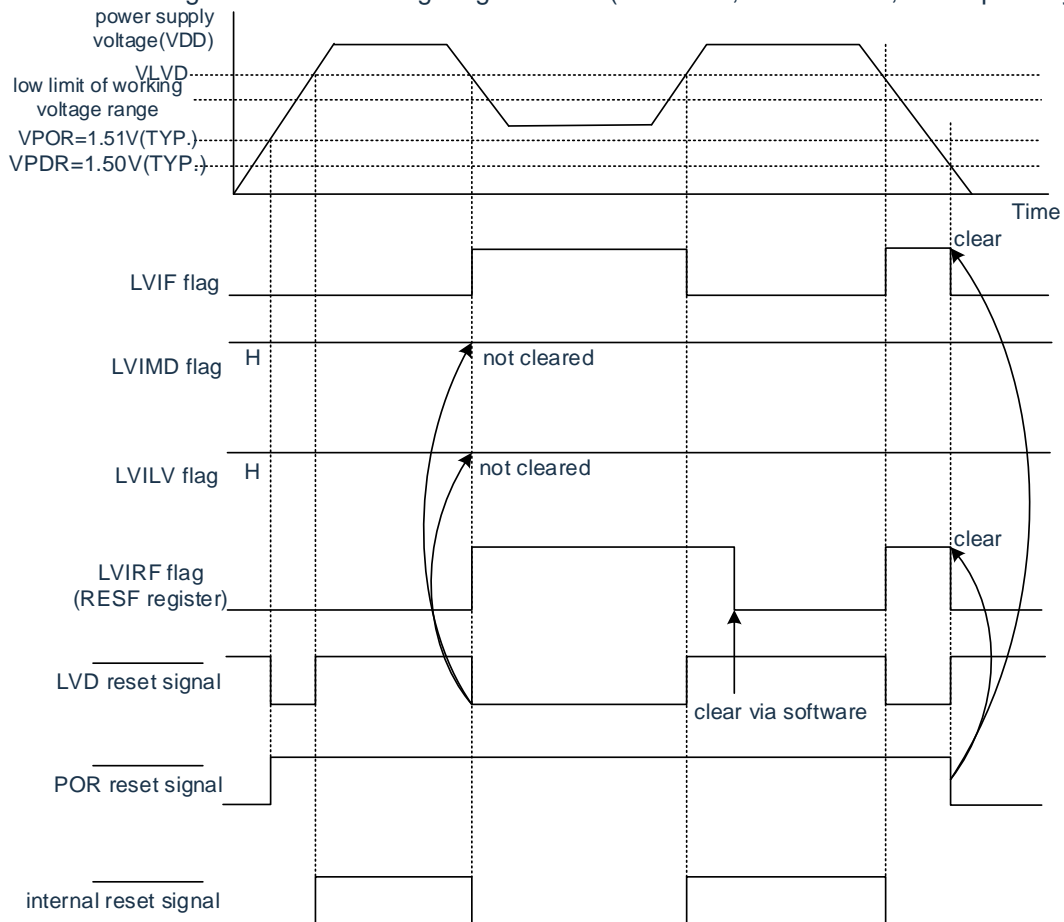 power supply
voltage(VDD)
VLVD
low limit of working
voltage range
VPOR=1.51V(TYP.)
VPDR=1.50V(TYP.)
Time
clear
LVIF flag
H
not cleared
LVIMD flag
not cleared
LVILV flag
H
clear
LVIRF flag
(RESF register)
LVD reset signal
clear via software
POR reset signal
internal reset signal